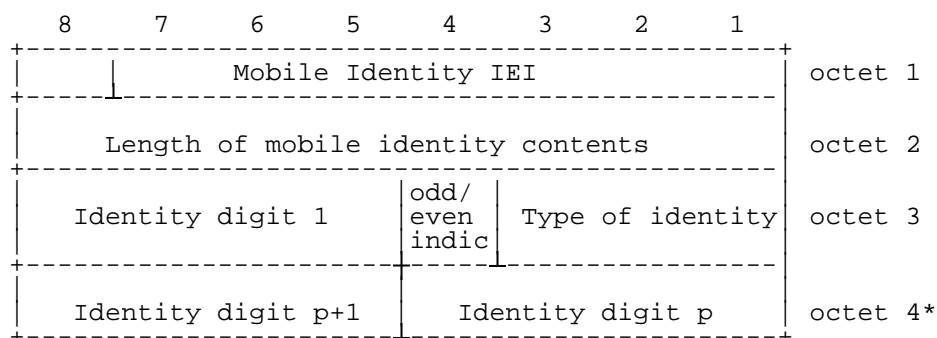 8 7 6 5 4 3 2 1
Mobile Identity IEI octet 1
Length of mobile identity contents octet 2
odd/
Identity digit 1 even Type of identity octet 3
indic
Identity digit p+1 Identity digit p octet 4*